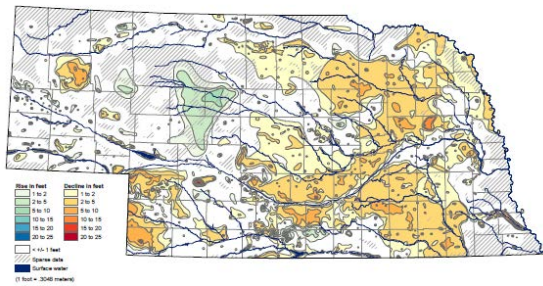 Rise in feet
1 to 2
2 to 5
5 to 10
10 to 15
15 to 20
20 to 25
Decline in feet
1 to 2
2 to 5
5 to 10
10 to 15
15 to 20
20 to 25
< +/- 1 feet
Sparse data
Surface water
(1 foot = .3048 meters)